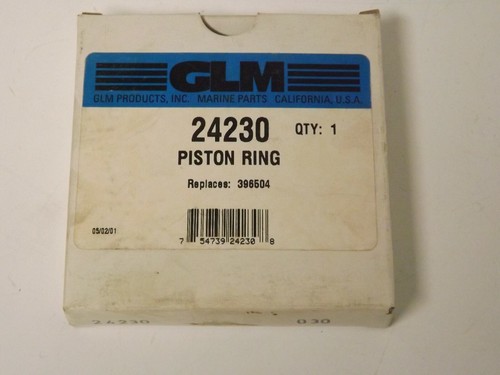 GLM
GLM PRODUCTS, INC. MARINE PARTS CALIFORNIA, U.S.A.
24230 QTY: 1
PISTON RING
Replaces: 396504
05/02/01
7 54739 24230 8
24230 030